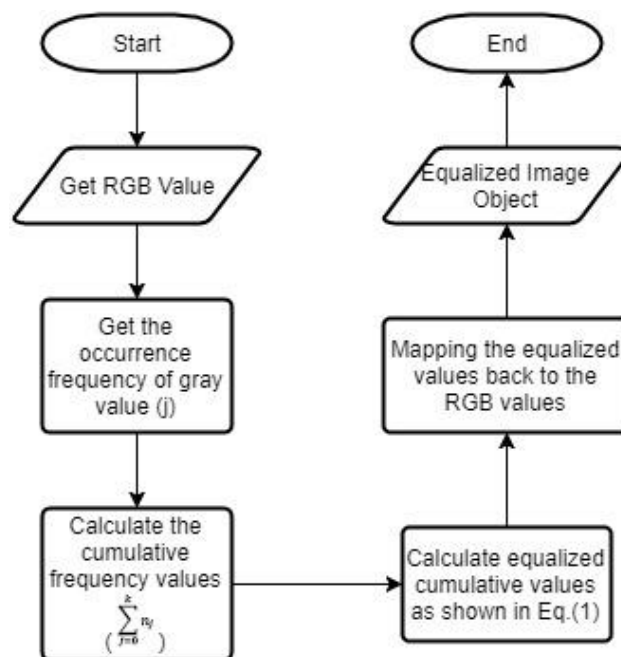 Start
Get RGB Value
Get the
occurrence
frequency of gray
value (j)
Calculate the
cumulative
frequency values
( $\sum_{j=0}^{k} n_j$ )
Calculate equalized
cumulative values
as shown in Eq.(1)
Mapping the equalized
values back to the
RGB values
Equalized Image
Object
End